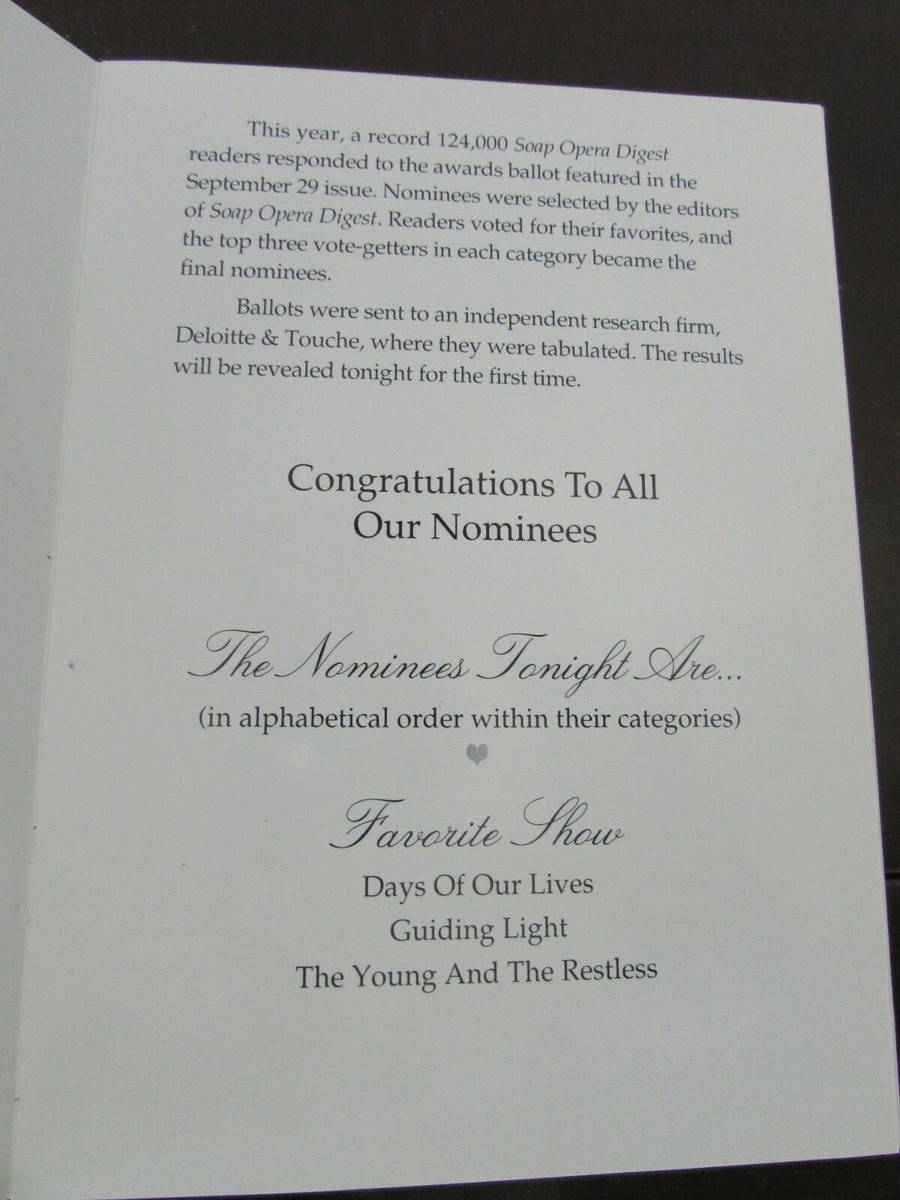 This year, a record 124,000 Soap Opera Digest
readers responded to the awards ballot featured in the
September 29 issue. Nominees were selected by the editors
of Soap Opera Digest. Readers voted for their favorites, and
the top three vote-getters in each category became the
final nominees.
Ballots were sent to an independent research firm,
Deloitte & Touche, where they were tabulated. The results
will be revealed tonight for the first time.
Congratulations To All
Our Nominees
The Nominees Tonight Are...
(in alphabetical order within their categories)
Favorite Show
Days Of Our Lives
Guiding Light
The Young And The Restless